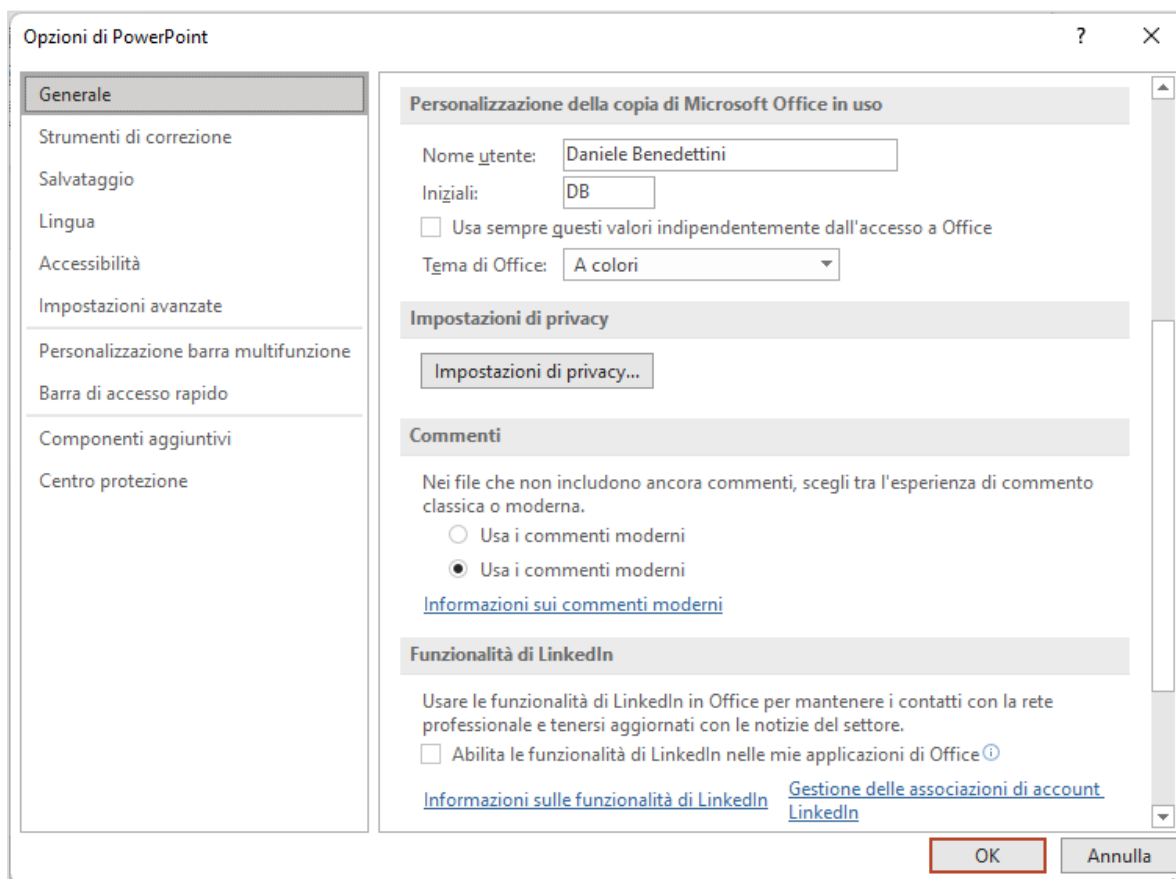 Opzioni di PowerPoint
?
Generale
Strumenti di correzione
Salvataggio
Lingua
Accessibilità
Impostazioni avanzate
Personalizzazione barra multifunzione
Barra di accesso rapido
Componenti aggiuntivi
Centro protezione
Personalizzazione della copia di Microsoft Office in uso
Nome utente: Daniele Benedettini
Iniziali: DB
Usa sempre questi valori indipendentemente dall'accesso a Office
Tema di Office: A colori
Impostazioni di privacy
Impostazioni di privacy...
Commenti
Nei file che non includono ancora commenti, scegli tra l'esperienza di commento
classica o moderna.
Usa i commenti moderni
Usa i commenti moderni
Informazioni sui commenti moderni
Funzionalità di LinkedIn
Usare le funzionalità di LinkedIn in Office per mantenere i contatti con la rete
professionale e tenersi aggiornati con le notizie del settore.
Abilita le funzionalità di LinkedIn nelle mie applicazioni di Office
Informazioni sulle funzionalità di LinkedIn
Gestione delle associazioni di account
LinkedIn
OK
Annulla